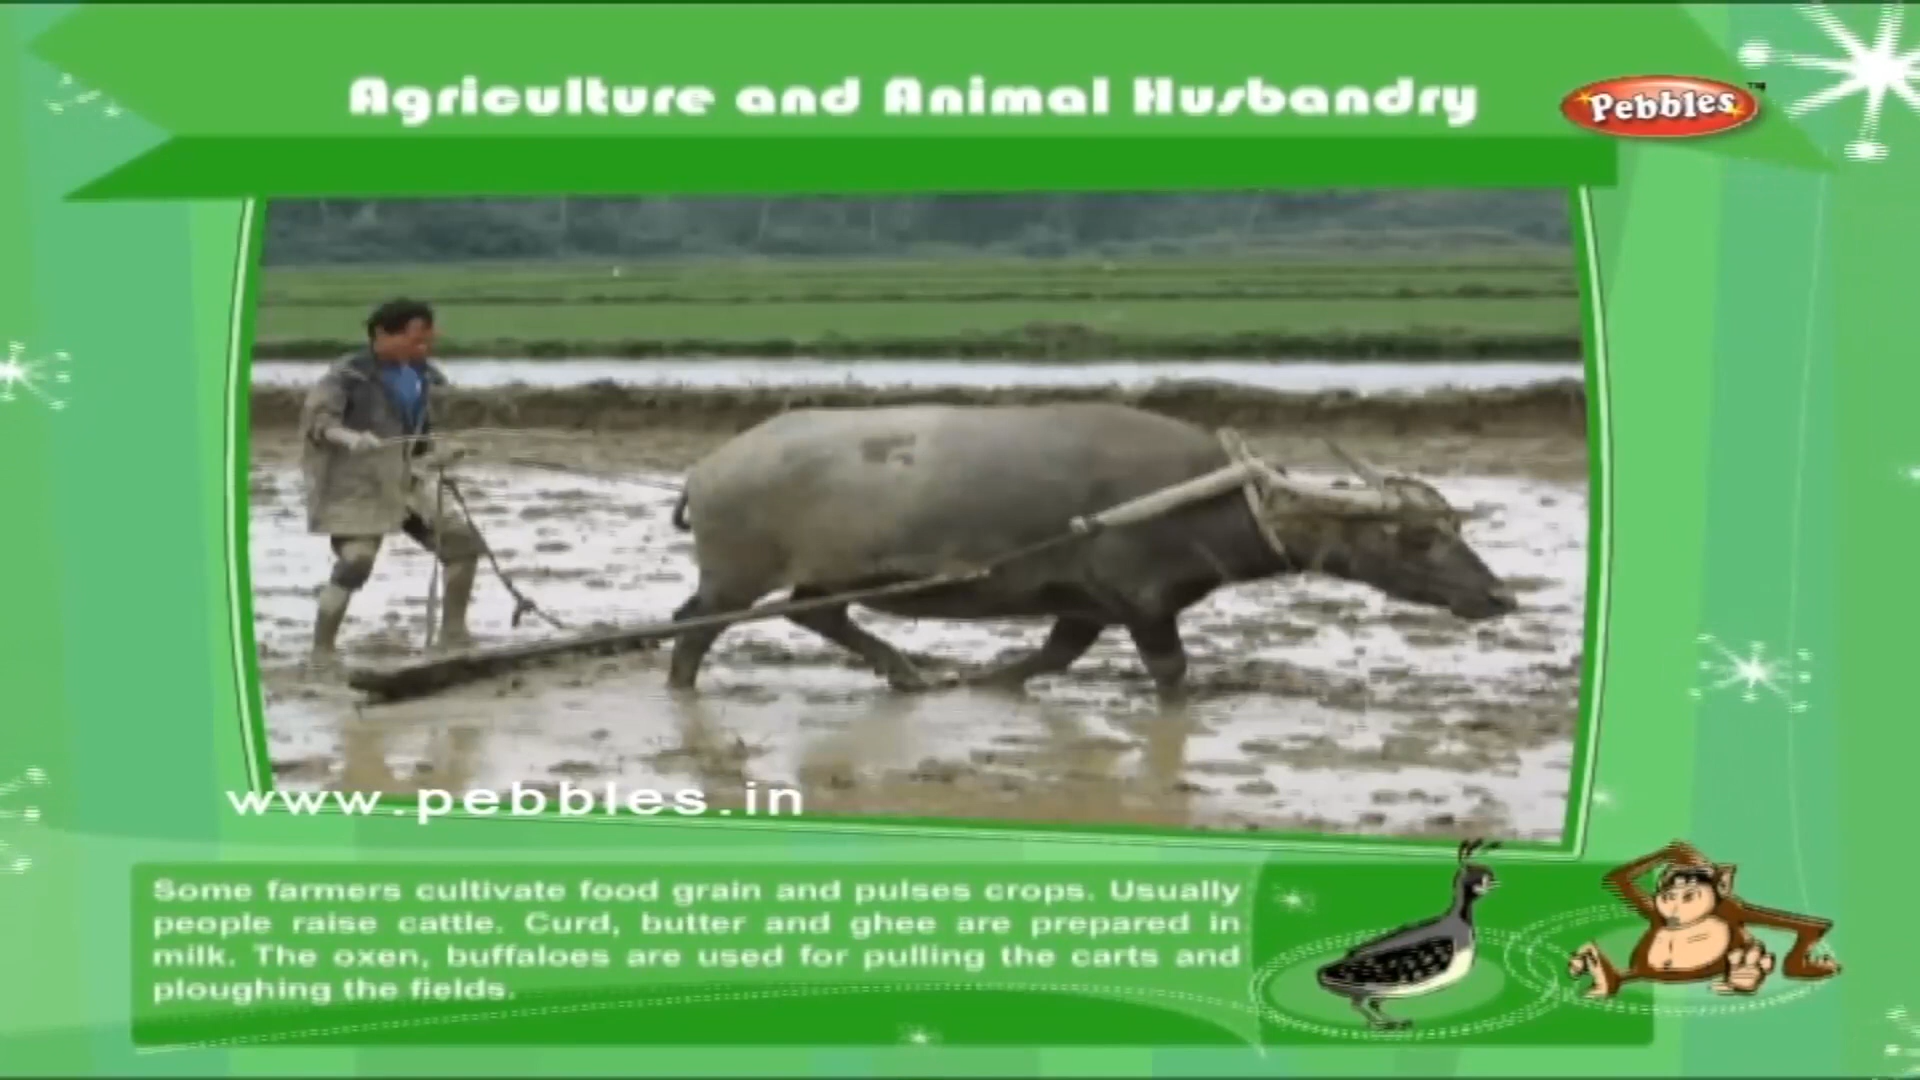 Agriculture and Animal Husbandry
Pebbles™
www.pebbles.in
Some farmers cultivate food grain and pulses crops. Usually
people raise cattle. Curd, butter and ghee are prepared in
milk. The oxen, buffaloes are used for pulling the carts and
ploughing the fields.